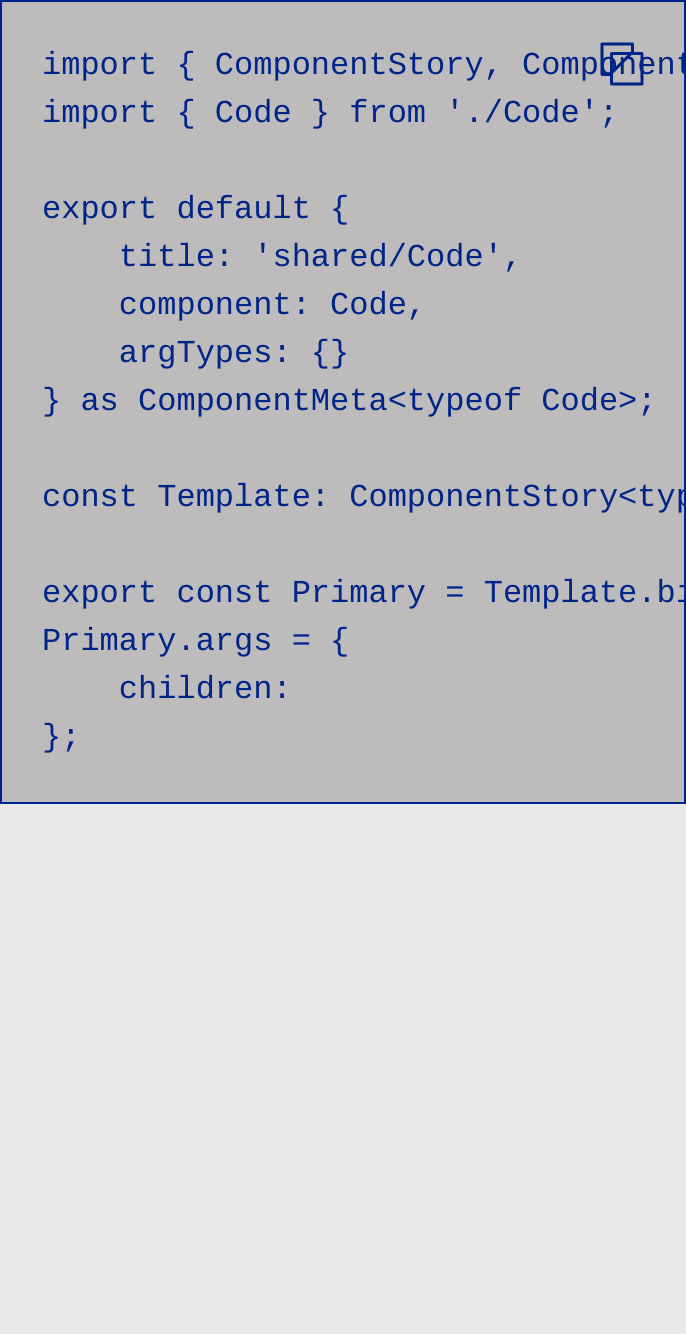 import { ComponentStory, Component
import { Code } from './Code';
export default {
    title: 'shared/Code',
    component: Code,
    argTypes: {}
} as ComponentMeta<typeof Code>;
const Template: ComponentStory<typ
export const Primary = Template.bi
Primary.args = {
    children:
};